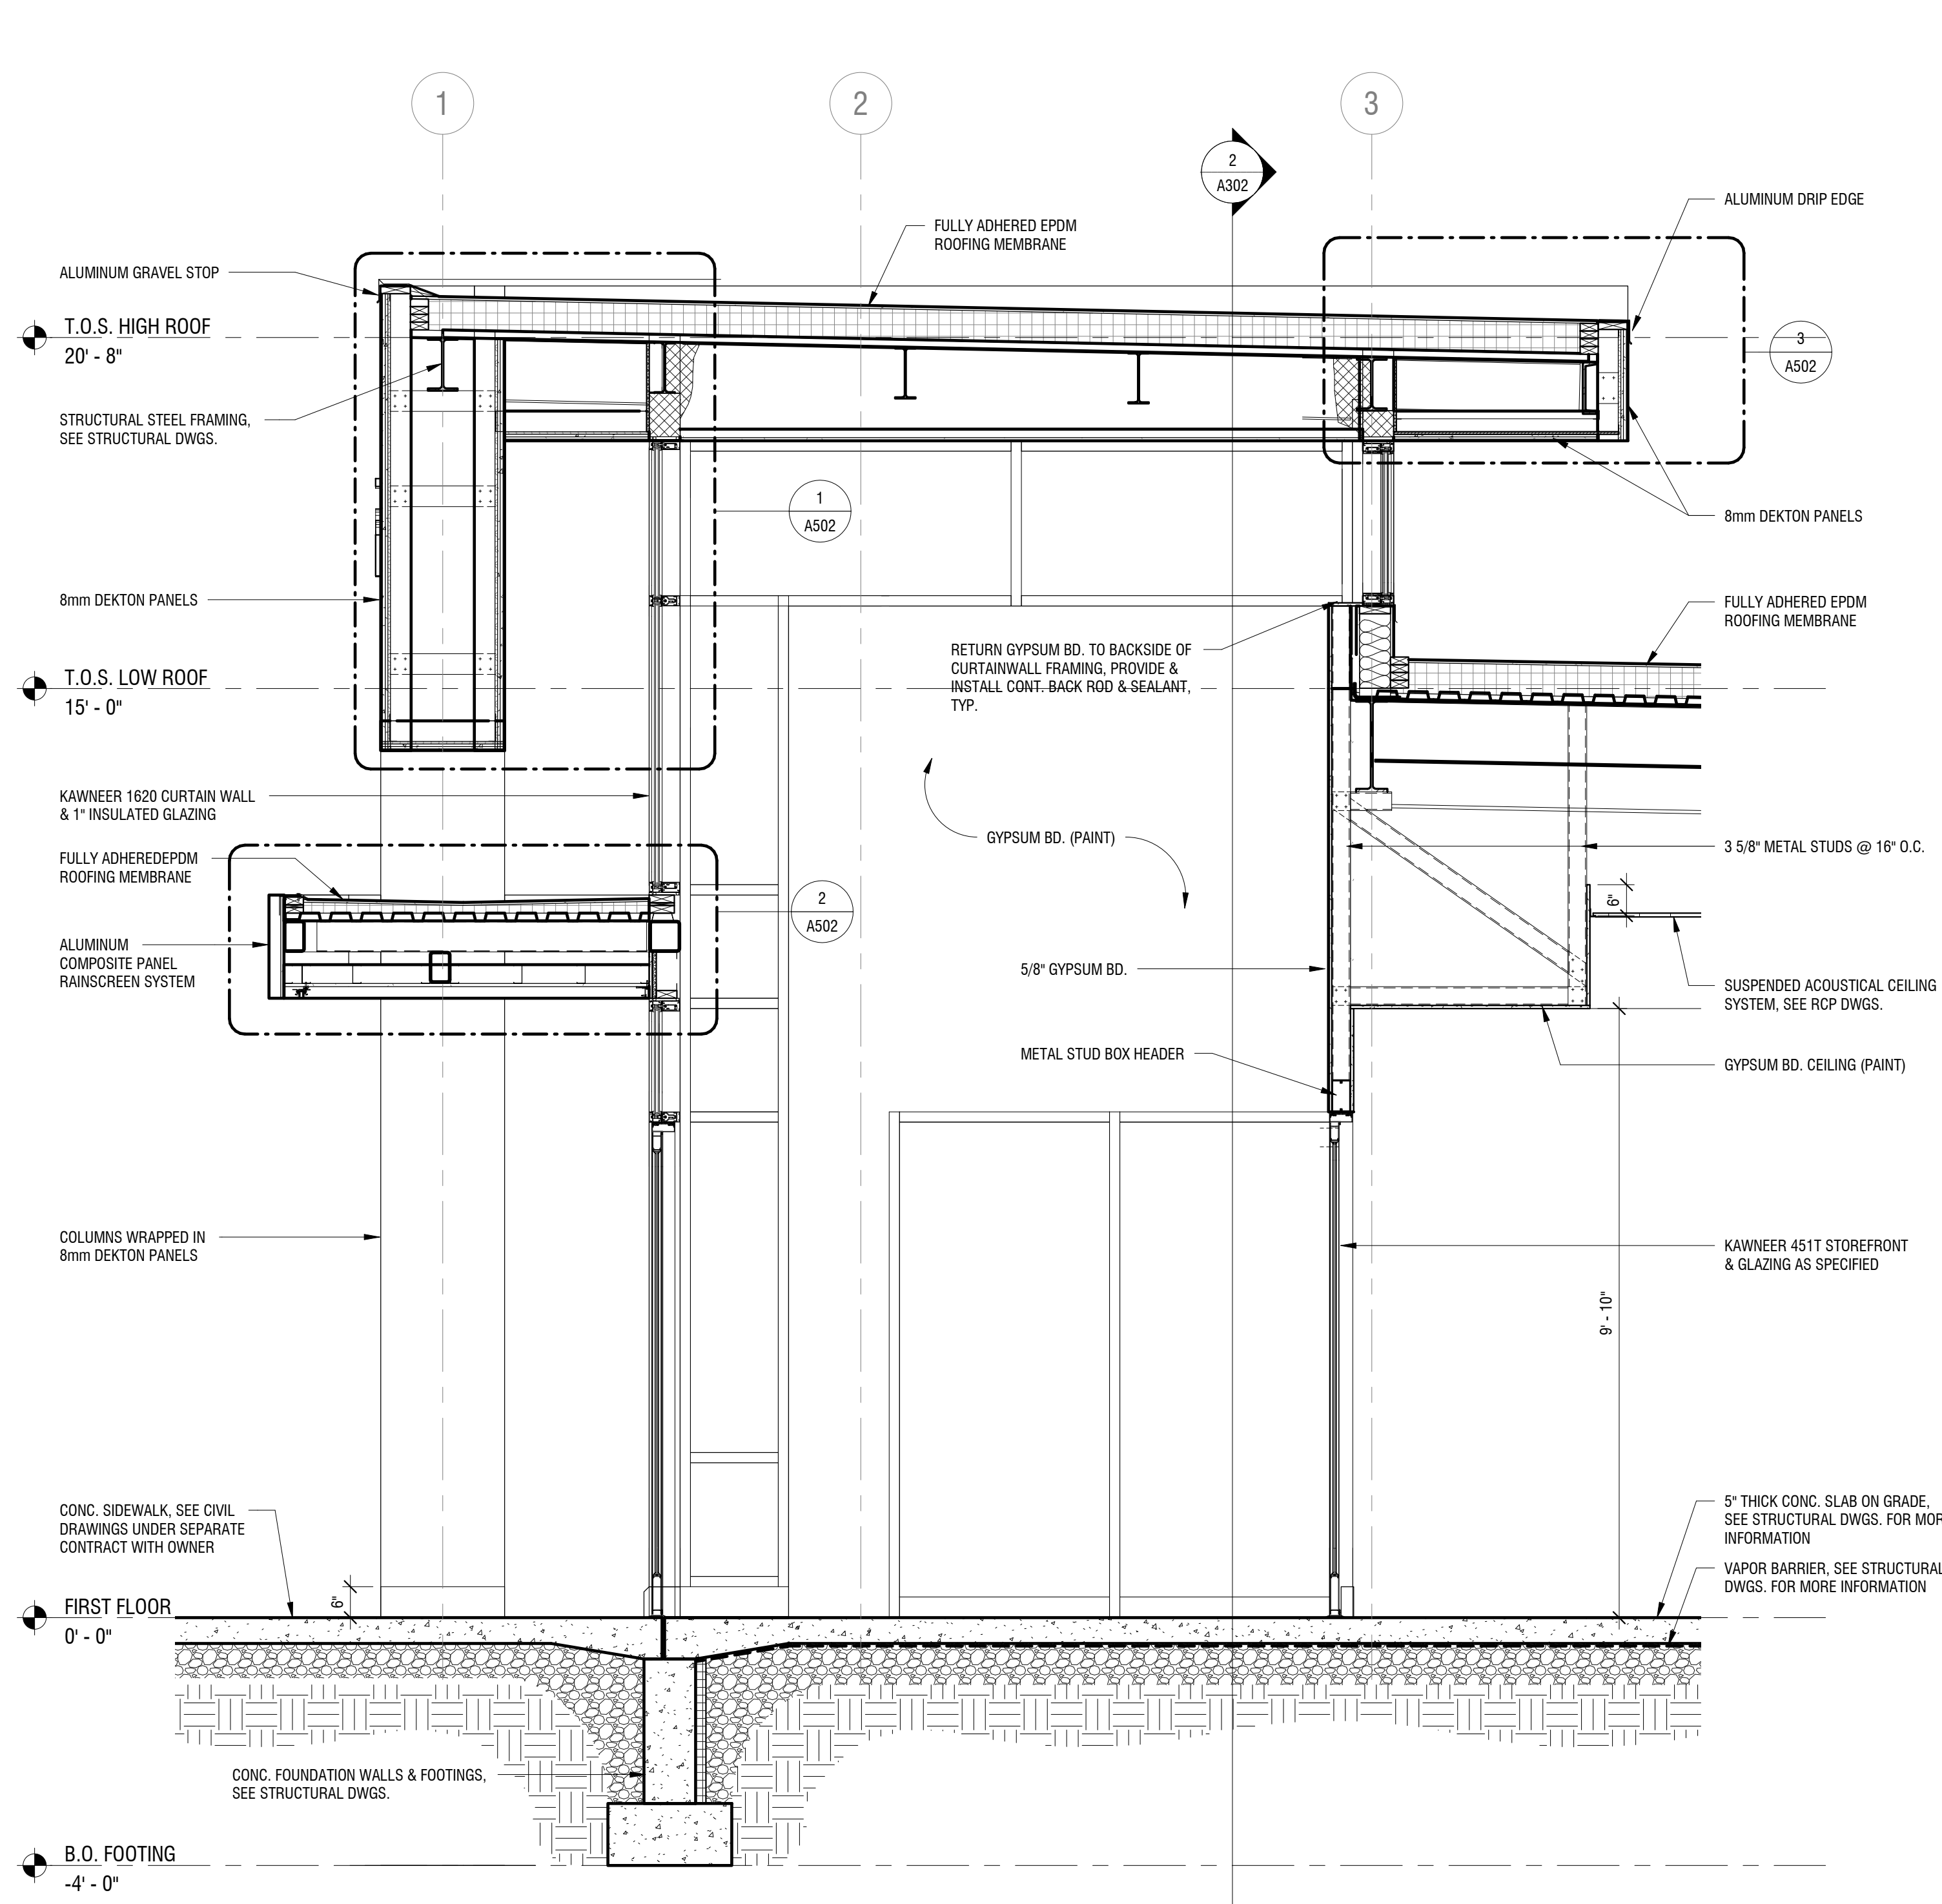 1
2
3
2
A302
ALUMINUM DRIP EDGE
FULLY ADHERED EPDM
ROOFING MEMBRANE
ALUMINUM GRAVEL STOP
T.O.S. HIGH ROOF
20' - 8"
3
A502
STRUCTURAL STEEL FRAMING,
SEE STRUCTURAL DWGS.
1
A502
8mm DEKTON PANELS
8mm DEKTON PANELS
FULLY ADHERED EPDM
ROOFING MEMBRANE
RETURN GYPSUM BD. TO BACKSIDE OF
CURTAINWALL FRAMING, PROVIDE &
INSTALL CONT. BACK ROD & SEALANT,
TYP.
T.O.S. LOW ROOF
15' - 0"
KAWNEER 1620 CURTAIN WALL
& 1" INSULATED GLAZING
GYPSUM BD. (PAINT)
3 5/8" METAL STUDS @ 16" O.C.
FULLY ADHEREDEPDM
ROOFING MEMBRANE
6"
2
A502
ALUMINUM
COMPOSITE PANEL
RAINSCREEN SYSTEM
5/8" GYPSUM BD.
SUSPENDED ACOUSTICAL CEILING
SYSTEM, SEE RCP DWGS.
METAL STUD BOX HEADER
GYPSUM BD. CEILING (PAINT)
COLUMNS WRAPPED IN
8mm DEKTON PANELS
KAWNEER 451T STOREFRONT
& GLAZING AS SPECIFIED
9' - 10"
CONC. SIDEWALK, SEE CIVIL
DRAWINGS UNDER SEPARATE
CONTRACT WITH OWNER
5" THICK CONC. SLAB ON GRADE,
SEE STRUCTURAL DWGS. FOR MOR
INFORMATION
VAPOR BARRIER, SEE STRUCTURAL
DWGS. FOR MORE INFORMATION
6"
FIRST FLOOR
0' - 0"
CONC. FOUNDATION WALLS & FOOTINGS,
SEE STRUCTURAL DWGS.
B.O. FOOTING
-4' - 0"